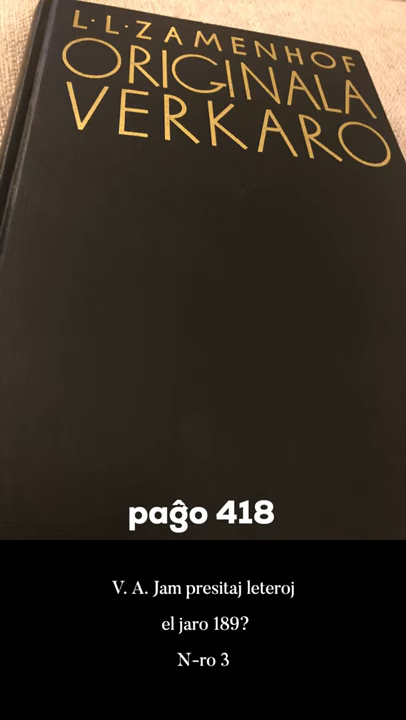 L·L·ZAMENHOF
ORIGINALA
VERKARO
paĝo 418
V. A. Jam presitaj leteroj
el jaro 189?
N-ro 3